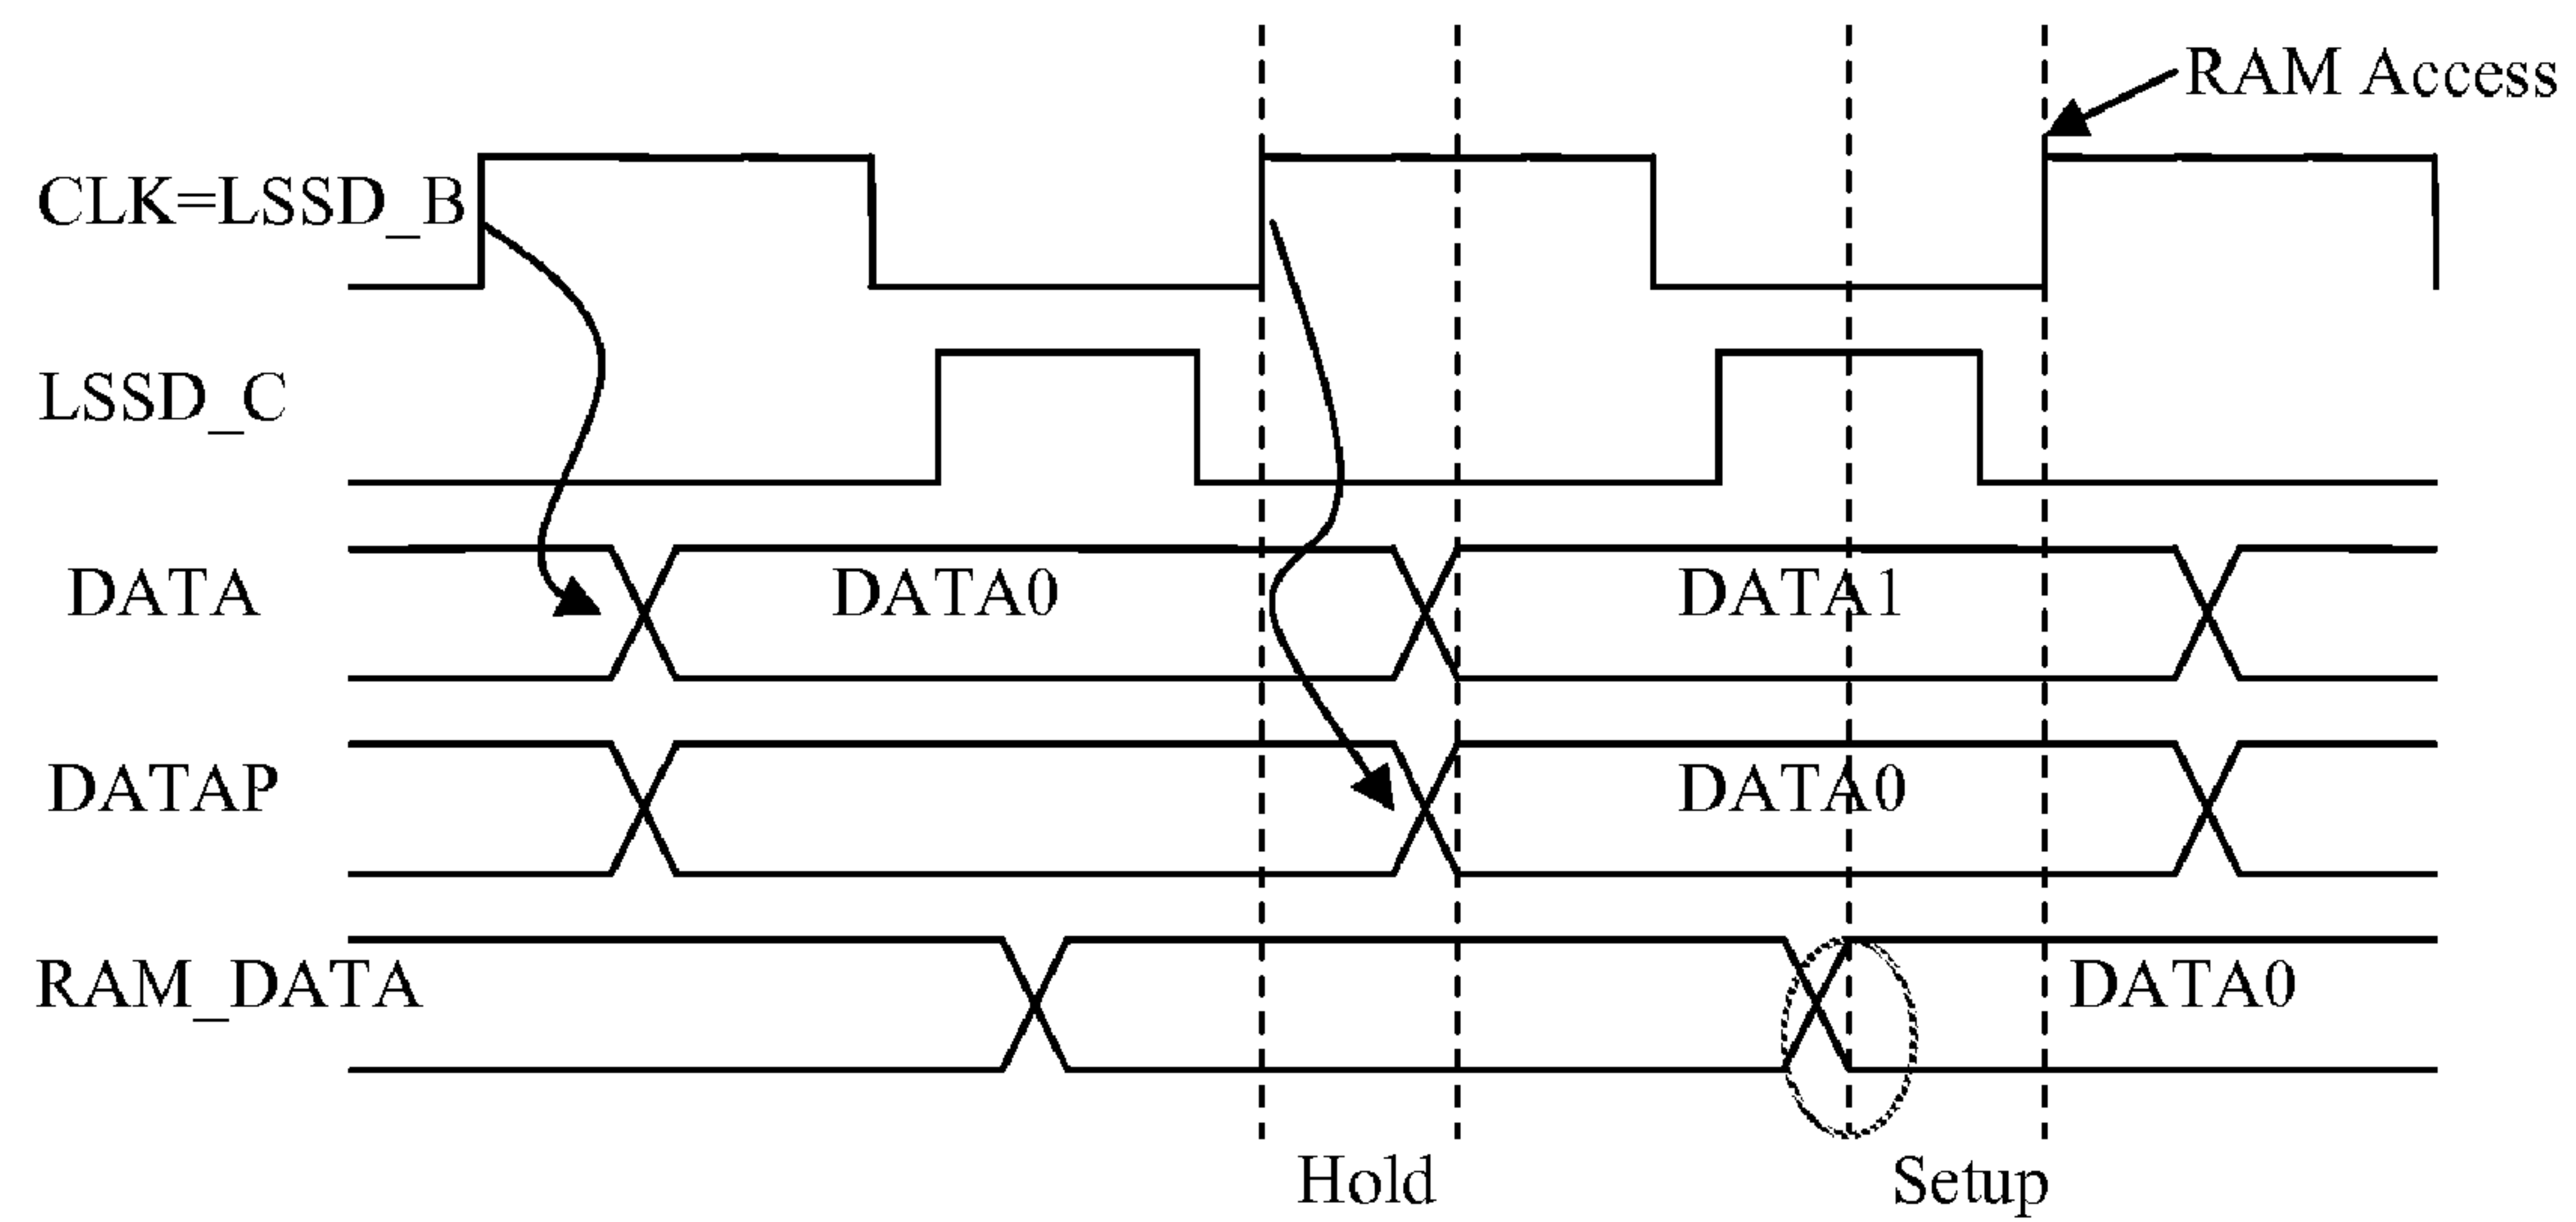 RAM Access
CLK=LSSD_B
LSSD_C
DATA DATA0 DATA1
DATAP DATA0
RAM_DATA DATA0
Hold Setup